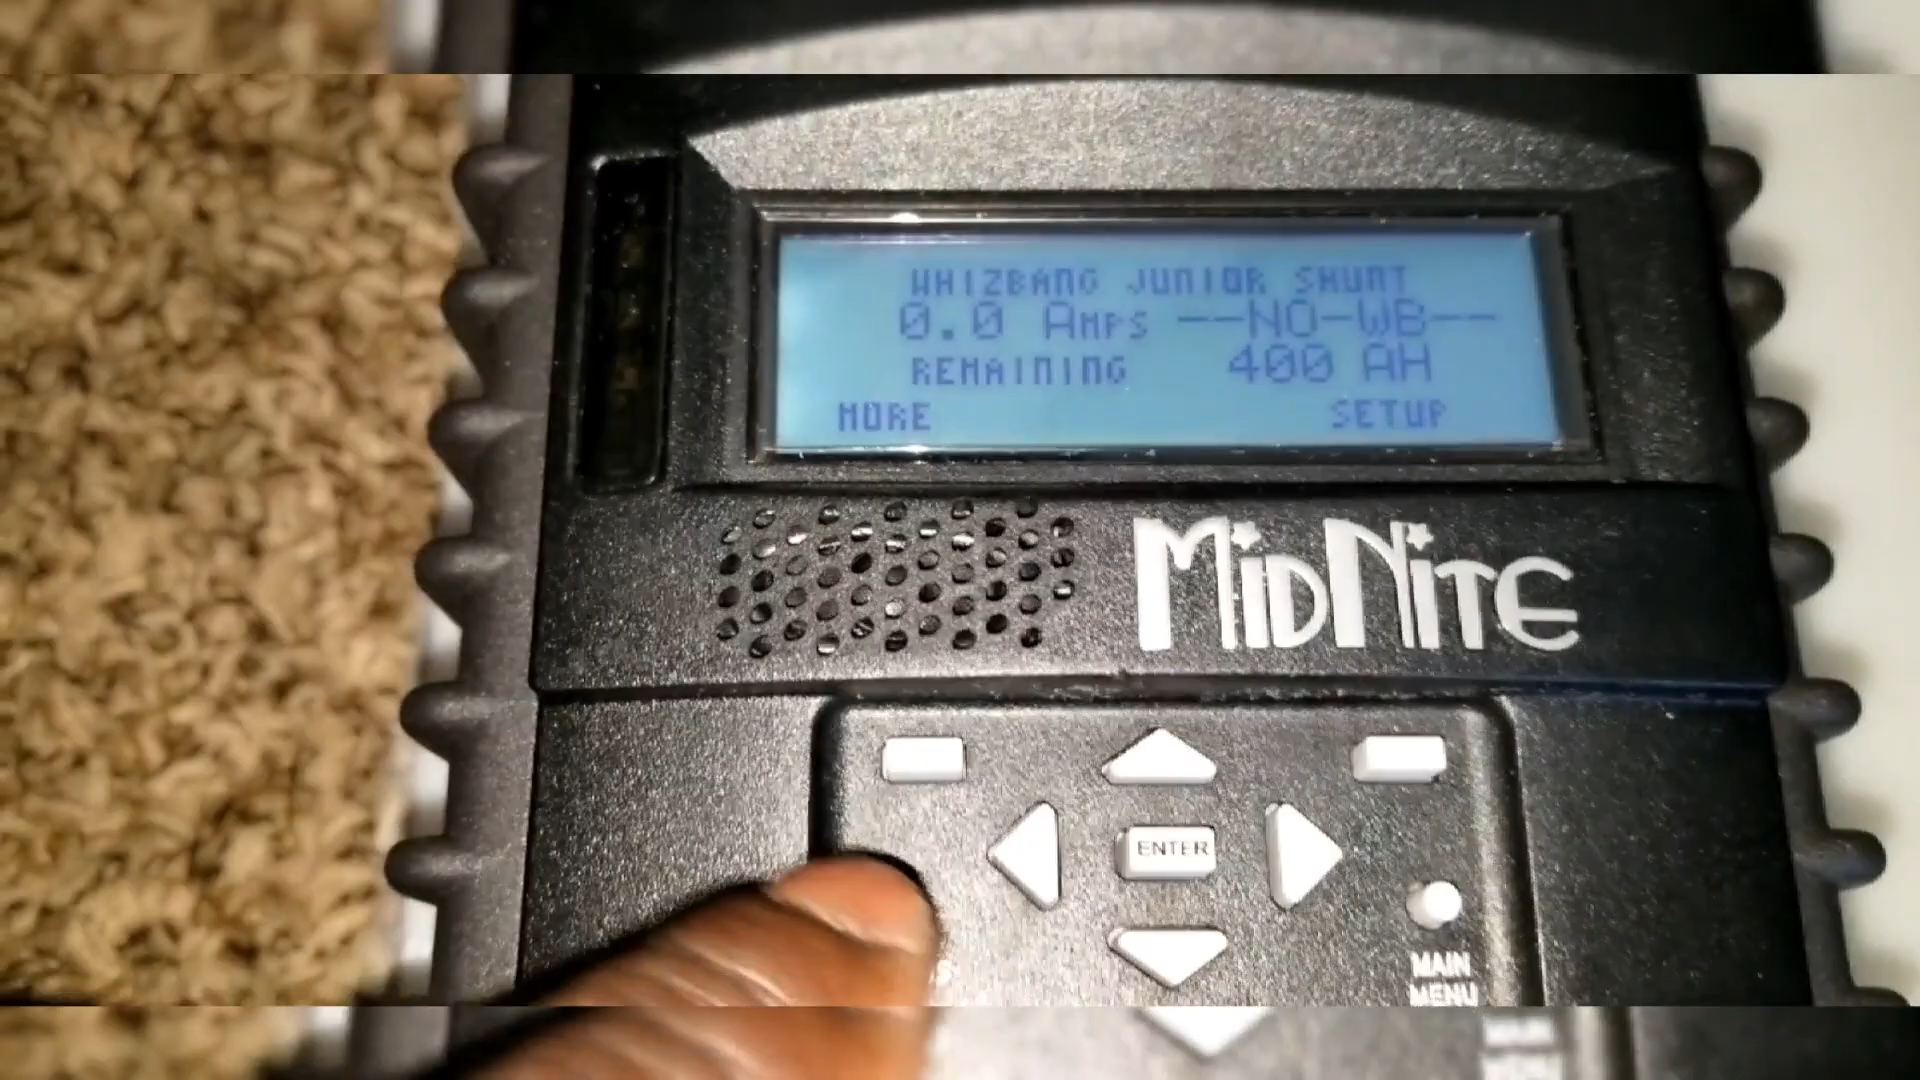 WHIZBANG JUNIOR SHUNT
0.0 AMPS --NO-WB--
REMAINING 400 AH
MORE SETUP
MIDNITE
ENTER
MAIN
MENU